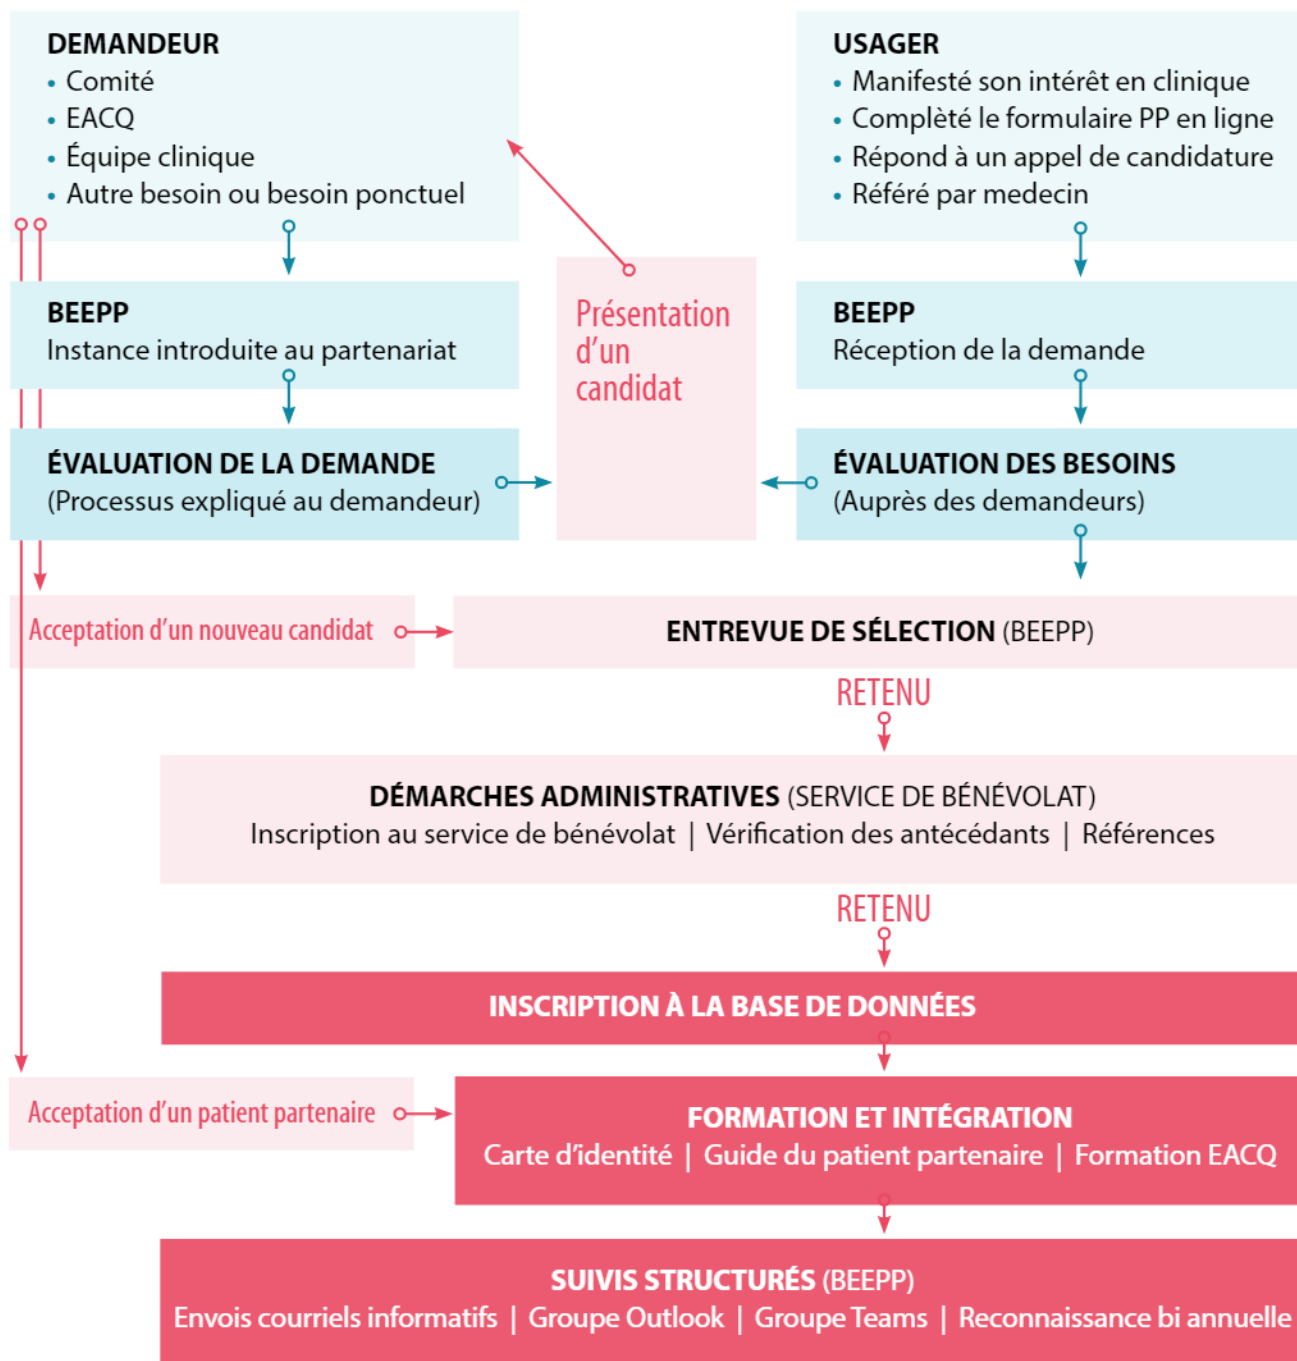 DEMANDEUR
• Comité
• EACQ
• Équipe clinique
• Autre besoin ou besoin ponctuel
USAGER
• Manifesté son intérêt en clinique
• Complèté le formulaire PP en ligne
• Répond à un appel de candidature
• Référé par medecin
BEEPP
Instance introduite au partenariat
Présentation
d'un
candidat
BEEPP
Réception de la demande
ÉVALUATION DE LA DEMANDE
(Processus expliqué au demandeur)
ÉVALUATION DES BESOINS
(Auprès des demandeurs)
Acceptation d'un nouveau candidat
ENTREVUE DE SÉLECTION (BEEPP)
RETENU
DÉMARCHES ADMINISTRATIVES (SERVICE DE BÉNÉVOLAT)
Inscription au service de bénévolat | Vérification des antécédants | Références
RETENU
INSCRIPTION À LA BASE DE DONNÉES
Acceptation d'un patient partenaire
FORMATION ET INTÉGRATION
Carte d'identité | Guide du patient partenaire | Formation EACQ
SUIVIS STRUCTURÉS (BEEPP)
Envois courriels informatifs | Groupe Outlook | Groupe Teams | Reconnaissance bi annuelle